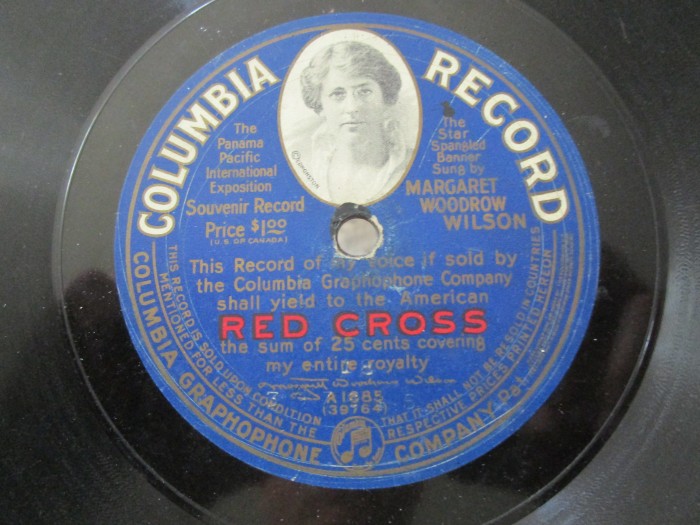 COLUMBIA RECORD
The
Panama
Pacific
International
Exposition
Souvenir Record
Price $1.00
(U.S. OR CANADA)
The
Star
Spangled
Banner
Sung by
MARGARET
WOODROW
WILSON
This Record of my voice if sold by
the Columbia Graphophone Company
shall yield to the American
RED CROSS
the sum of 25 cents covering
my entire royalty
Margaret Woodrow Wilson
A1685
(39764)
THIS RECORD IS SOLD UPON CONDITION
THAT IT SHALL NOT BE RESOLD IN COUNTRIES
MENTIONED FOR LESS THAN THE
RESPECTIVE PRICES PRINTED HEREON
COLUMBIA GRAPHOPHONE COMPANY